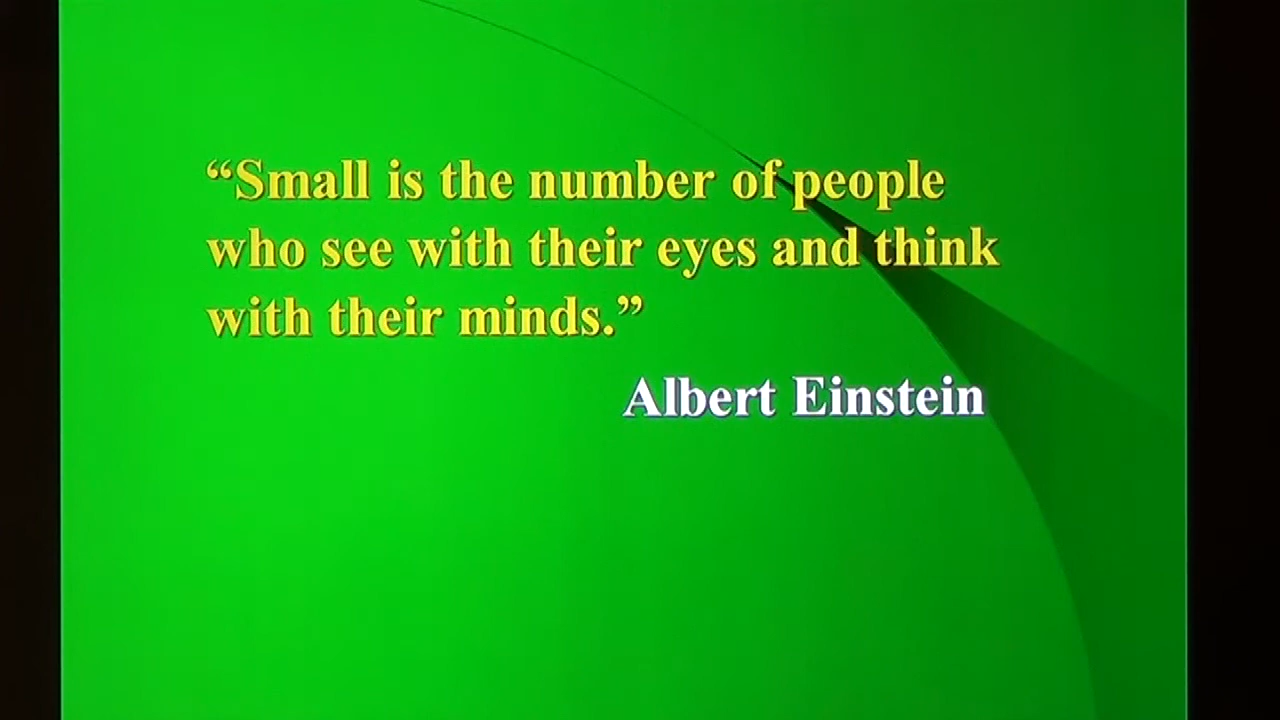 “Small is the number of people
who see with their eyes and think
with their minds.”
Albert Einstein